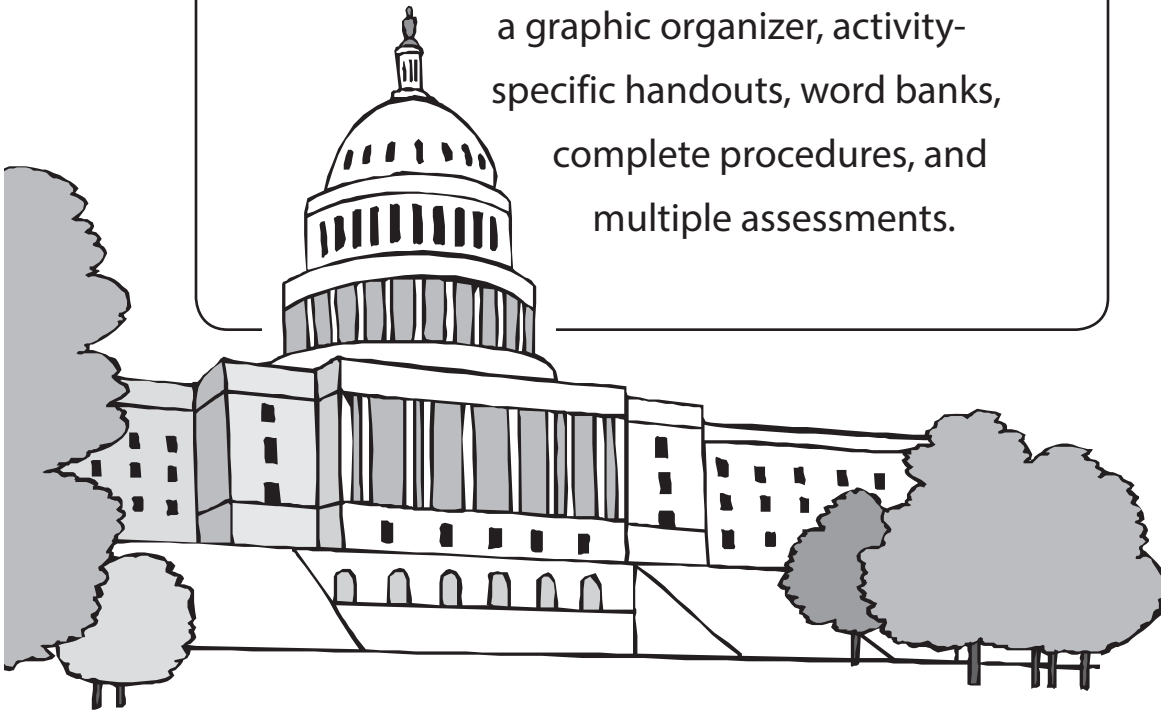 a graphic organizer, activity-
specific handouts, word banks,
complete procedures, and
multiple assessments.